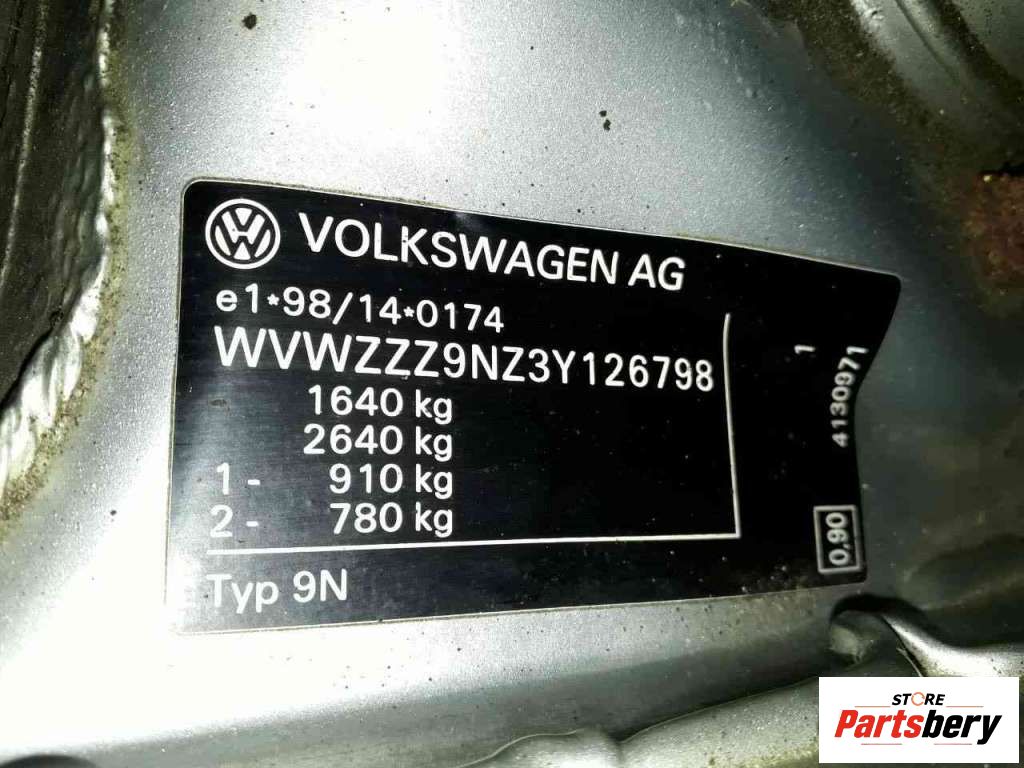 VOLKSWAGEN AG
e1*98/14*0174
WVWZZZ9NZ3Y126798
1640 kg
2640 kg
1 - 910 kg
2 - 780 kg
Typ 9N
1
4130971
0,90
STORE
Partsbery